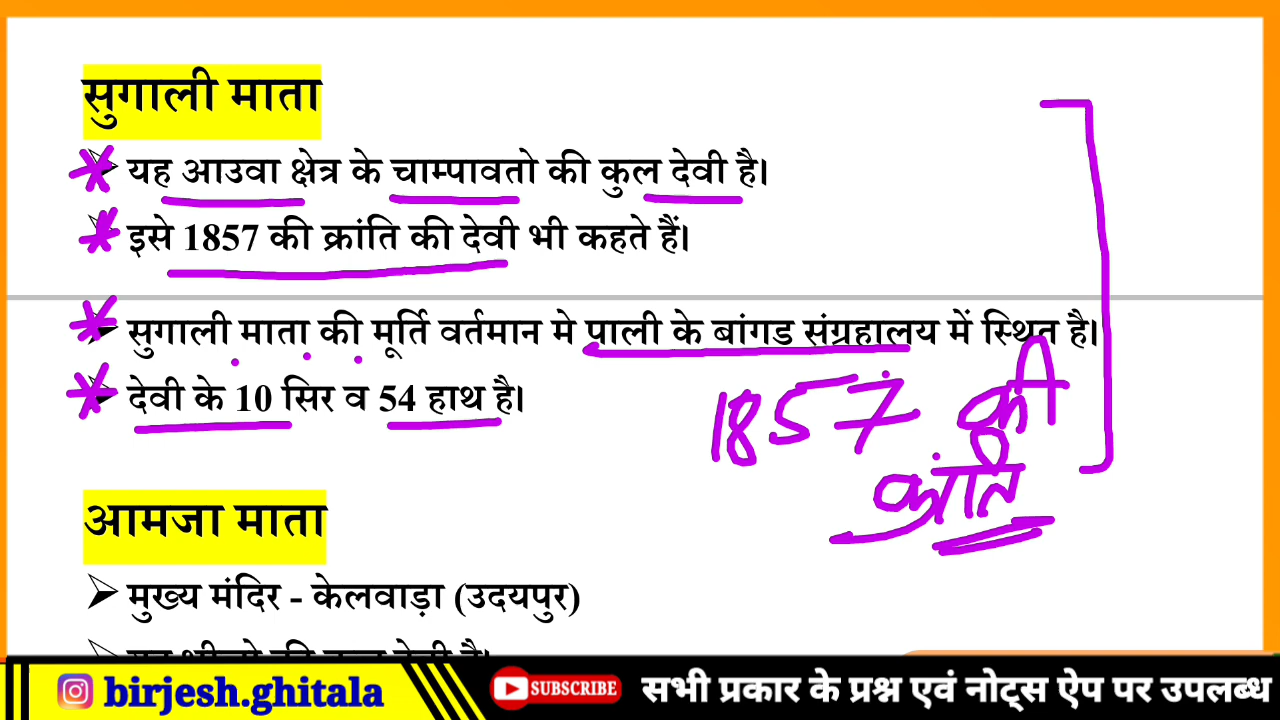 सुगाली माता
यह आउवा क्षेत्र के चाम्पावतो की कुल देवी है।
इसे 1857 की क्रांति की देवी भी कहते हैं।
सुगाली माता की मूर्ति वर्तमान मे पाली के बांगड संग्रहालय में स्थित है।
देवी के 10 सिर व 54 हाथ है।
1857 की
क्रांति
आमजा माता
मुख्य मंदिर - केलवाड़ा (उदयपुर)
birjesh.ghitala
SUBSCRIBE
सभी प्रकार के प्रश्न एवं नोट्स ऐप पर उपलब्ध